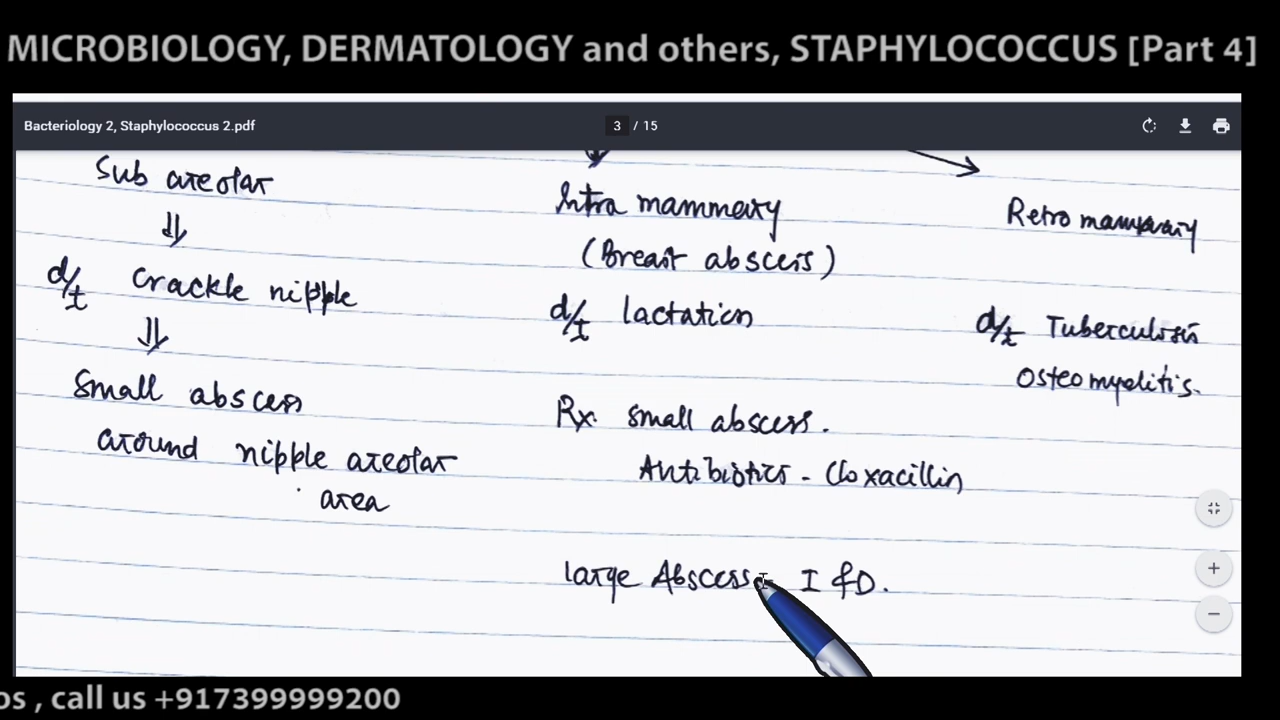 MICROBIOLOGY, DERMATOLOGY and others, STAPHYLOCOCCUS [Part 4]
Bacteriology 2, Staphylococcus 2.pdf 3 / 15
Sub areolar
d/t Crackle nipple
Small abscess
around nipple areolar
area
Intra mammary
(Breast abscess)
d/t lactation
Rx. Small abscess.
Antibiotics - Cloxacillin
large Abscess I &D.
Retro mammary
d/t Tuberculosis
Osteomyelitis.
os , call us +917399999200